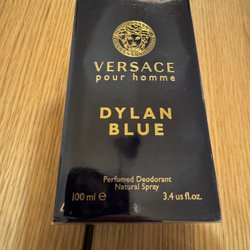 VERSACE
pour homme
DYLAN
BLUE
Perfumed Deodorant
Natural Spray
100 ml ℮ 3.4 us fl.oz.